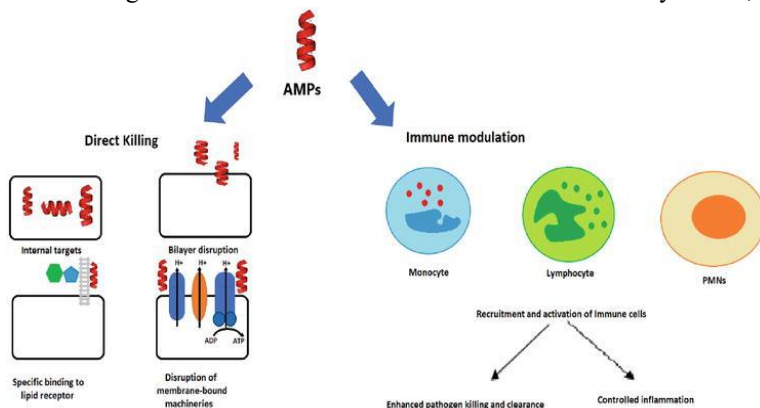 AMPs
Direct Killing
Immune modulation
Internal targets
Bilayer disruption
Monocyte
Lymphocyte
PMNs
H+ H+ H+
ADP ATP
Recruitment and activation of Immune cells
Specific binding to
lipid receptor
Disruption of
membrane-bound
machineries
Enhanced pathogen killing and clearance
Controlled inflammation